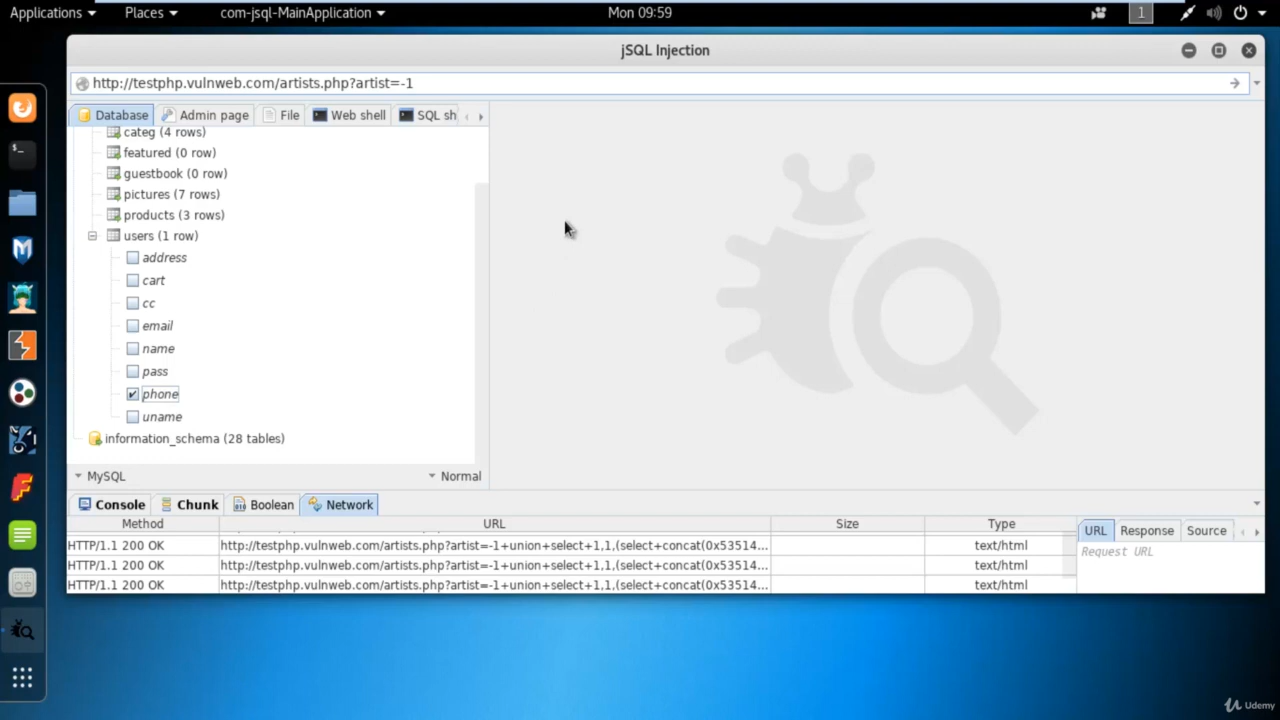 Applications Places com-jsql-MainApplication Mon 09:59 1
jSQL Injection
http://testphp.vulnweb.com/artists.php?artist=-1
Database Admin page File Web shell SQL sh
categ (4 rows)
featured (0 row)
guestbook (0 row)
pictures (7 rows)
products (3 rows)
users (1 row)
address
cart
cc
email
name
pass
phone
uname
information_schema (28 tables)
MySQL Normal
Console Chunk Boolean Network
Method URL Size Type URL Response Source
HTTP/1.1 200 OK http://testphp.vulnweb.com/artists.php?artist=-1+union+select+1,1,(select+concat(0x53514... text/html Request URL
HTTP/1.1 200 OK http://testphp.vulnweb.com/artists.php?artist=-1+union+select+1,1,(select+concat(0x53514... text/html
HTTP/1.1 200 OK http://testphp.vulnweb.com/artists.php?artist=-1+union+select+1,1,(select+concat(0x53514... text/html
Udemy